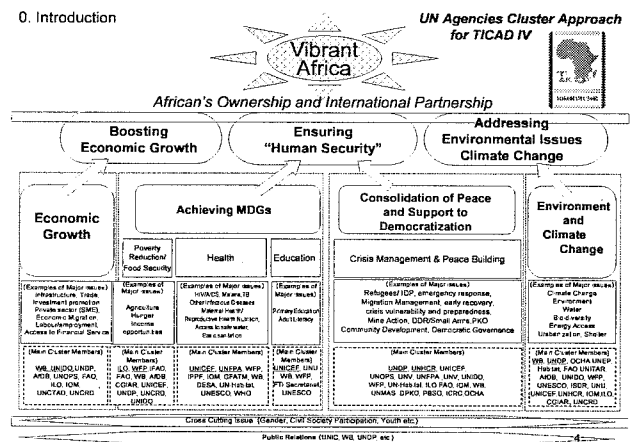 0. Introduction
UN Agencies Cluster Approach
for TICAD IV
Vibrant
Africa
African's Ownership and International Partnership
Boosting
Economic Growth
Ensuring
"Human Security"
Addressing
Environmental Issues
Climate Change
Economic
Growth
Achieving MDGs
Consolidation of Peace
and Support to
Democratization
Environment
and
Climate
Change
Poverty
Reduction/
Food Security
Health
Education
Crisis Management & Peace Building
(Examples of Major issues)
Infrastructure, Trade,
Investment promotion
Private sector (SME),
Economic Migration,
Labour/employment,
Access to Financial Service
(Examples of
Major issues)
Agriculture
Hunger
Income
opportunities
(Examples of Major issues)
HIV/AIDS, Malaria, TB
Other Infectious Diseases
Maternal Health/
Reproductive Health Nutrition,
Access to safe water,
(Examples of
Major issues)
Primary Education
Adult Literacy
(Examples of Major issues)
Refugees/ IDP, emergency response,
Migration Management, early recovery,
crisis vulnerability and preparedness,
Mine Action, DDR/Small Arms, PKO
Community Development, Democratic Governance
(Examples of Major issues)
Climate Change
Environment
Water
Bio-diversity
Energy Access
Urbanization, Shelter
(Main Cluster
Members)
WB, UNIDO, UNDP,
AfDB, UNOPS, FAO,
ILO, IOM,
UNCTAD, UNCRD
(Main Cluster
Members)
ILO, WFP, IFAD,
FAO, WB, AfDB
CGIAR, UNICEF,
UNDP, UNCRD,
UNIDO
(Main Cluster Members)
UNICEF, UNFPA, WFP,
IPPF, IOM, GFATM, WB,
DESA, UN-Habitat,
UNESCO, WHO
(Main Cluster
Members)
UNICEF, UNU
WB, WFP,
FTI Secretariat,
UNESCO
(Main Cluster Members)
UNDP, UNHCR, UNICEF
UNOPS, UNV, UNFPA, UNU, UNIDO,
WFP, UN-Habitat, ILO, FAO, IOM, WB,
UNMAS, DPKO, PBSO, ICRC, OCHA
(Main Cluster Members)
WB, UNDP, OCHA, UNEP
Habitat, FAO, UNITAR
AfDB, UNIDO, WFP
UNESCO, ISDR, UNU
UNICEF, UNHCR, IOM, ILO,
CGIAR, UNCRD
Cross Cutting Issue (Gender, Civil Society Participation, Youth etc.)
Public Relations (UNIC, WB, UNDP, etc.)
4